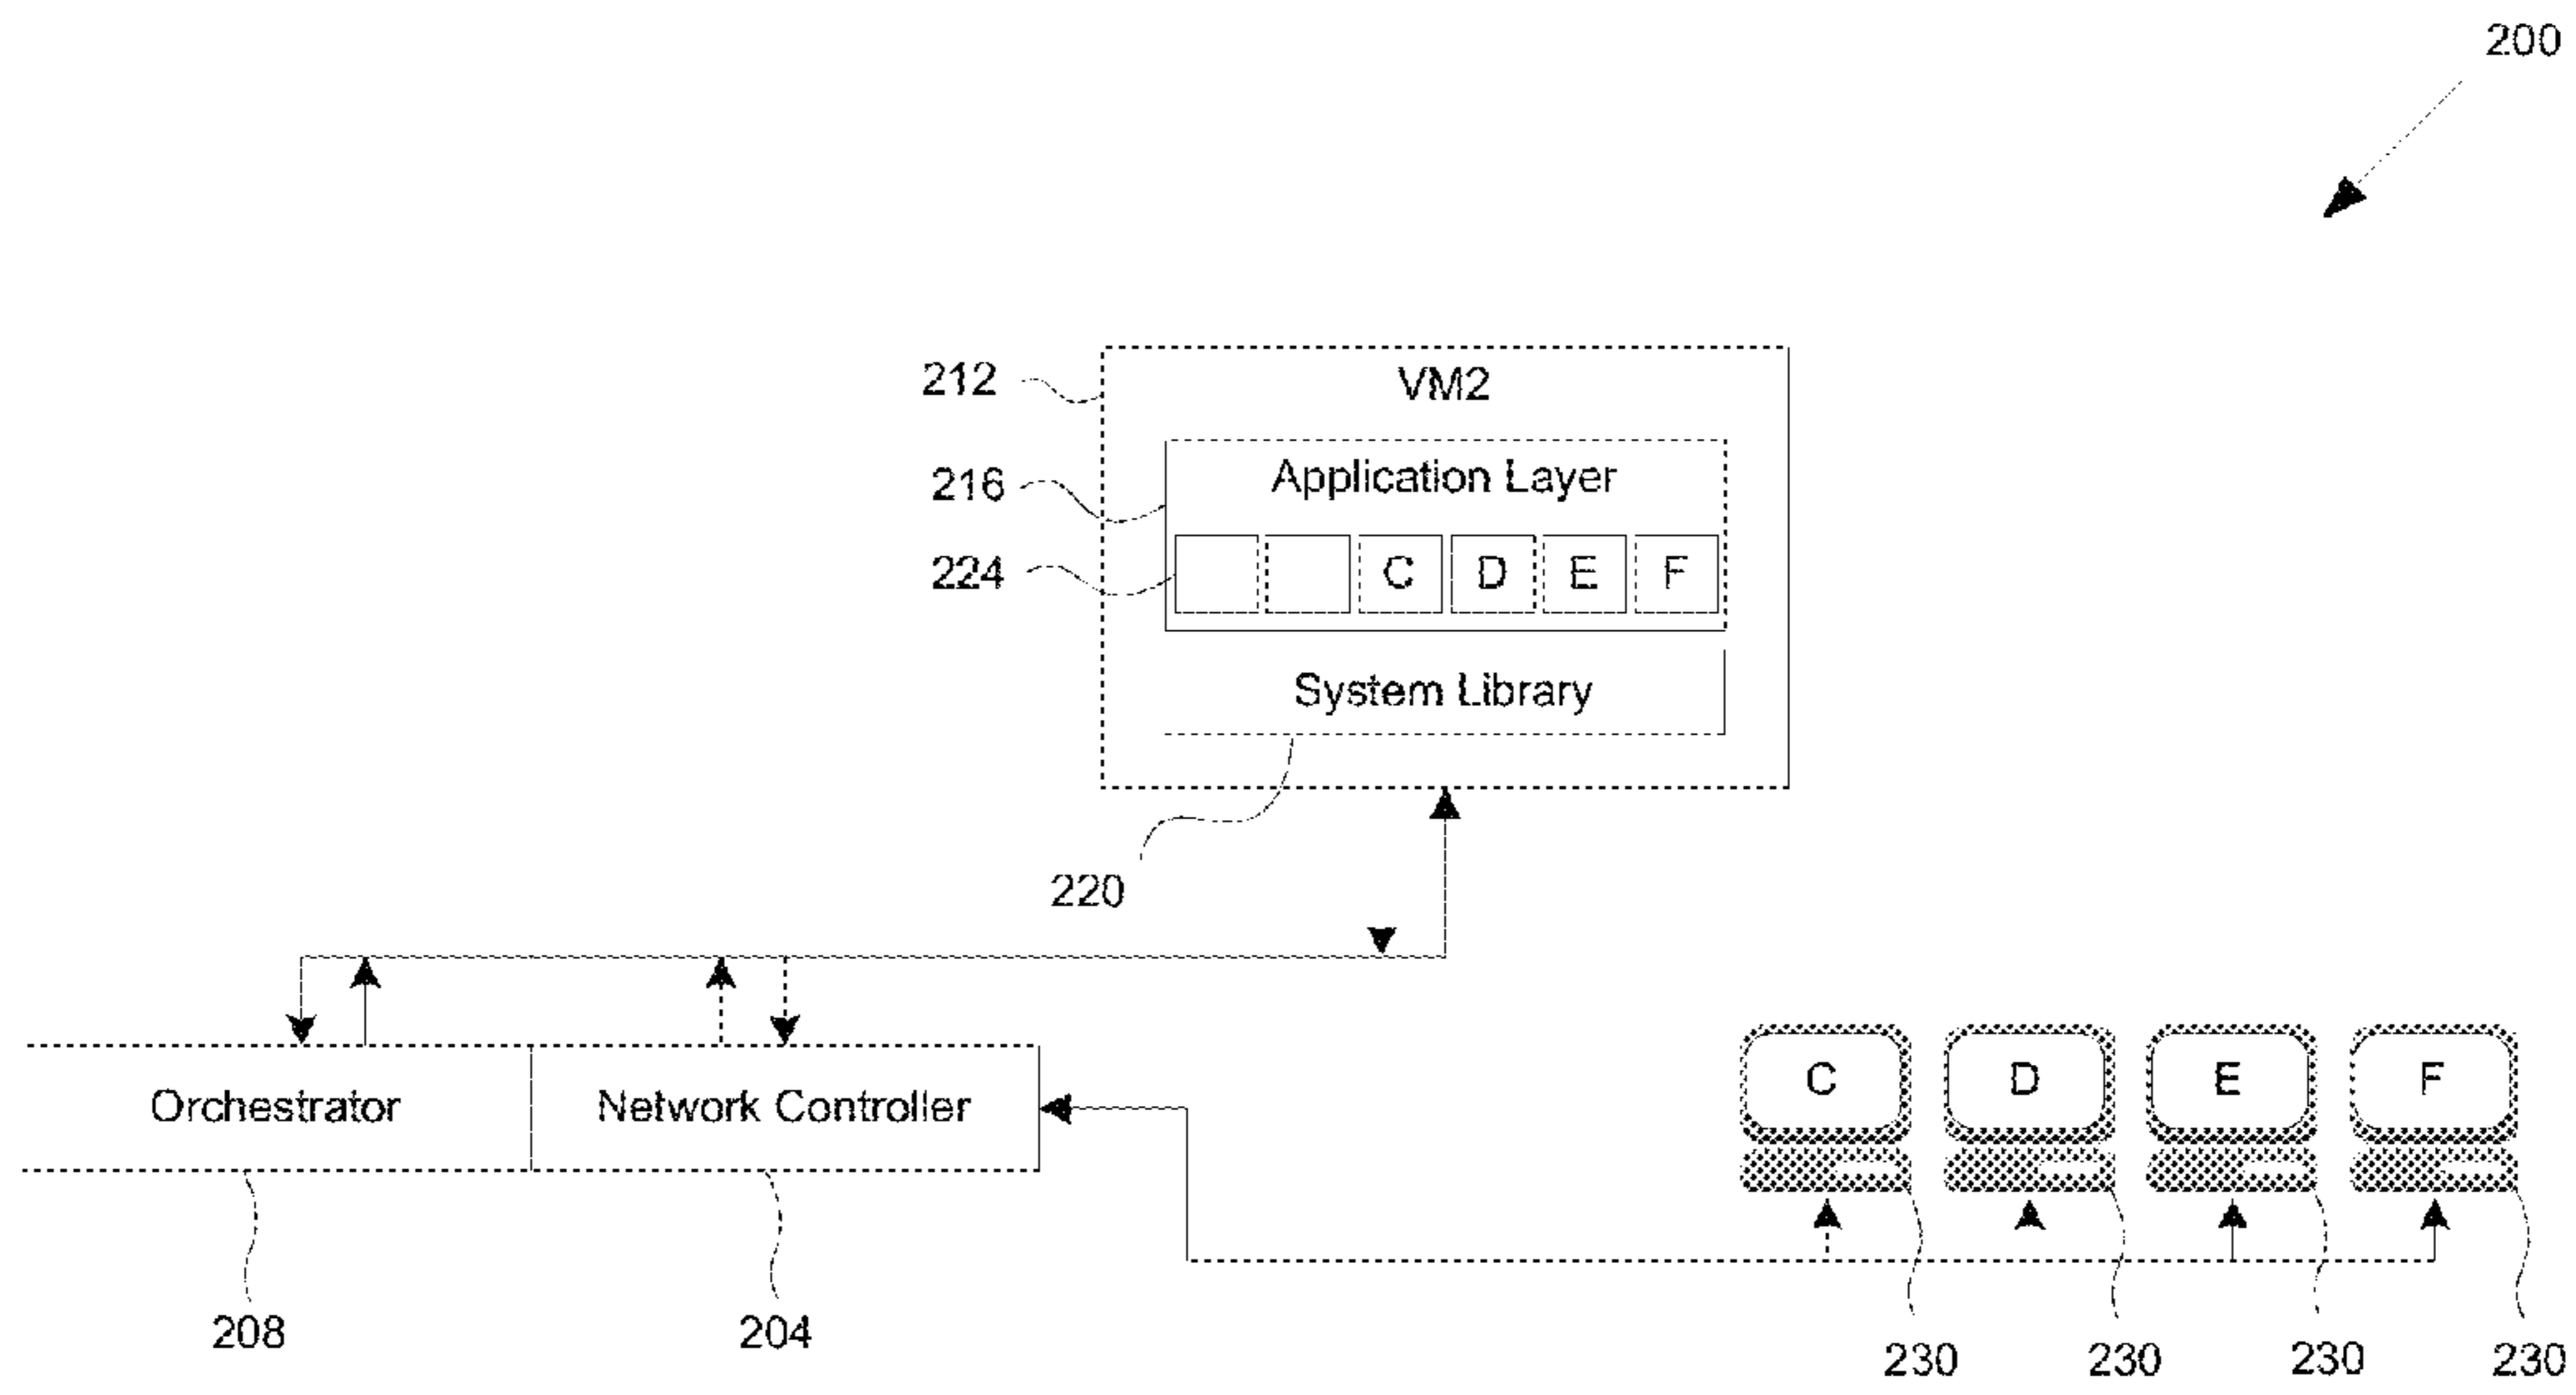 200
212
VM2
216
Application Layer
224
C D E F
System Library
220
C D E F
Orchestrator
Network Controller
208
204
230 230 230 230